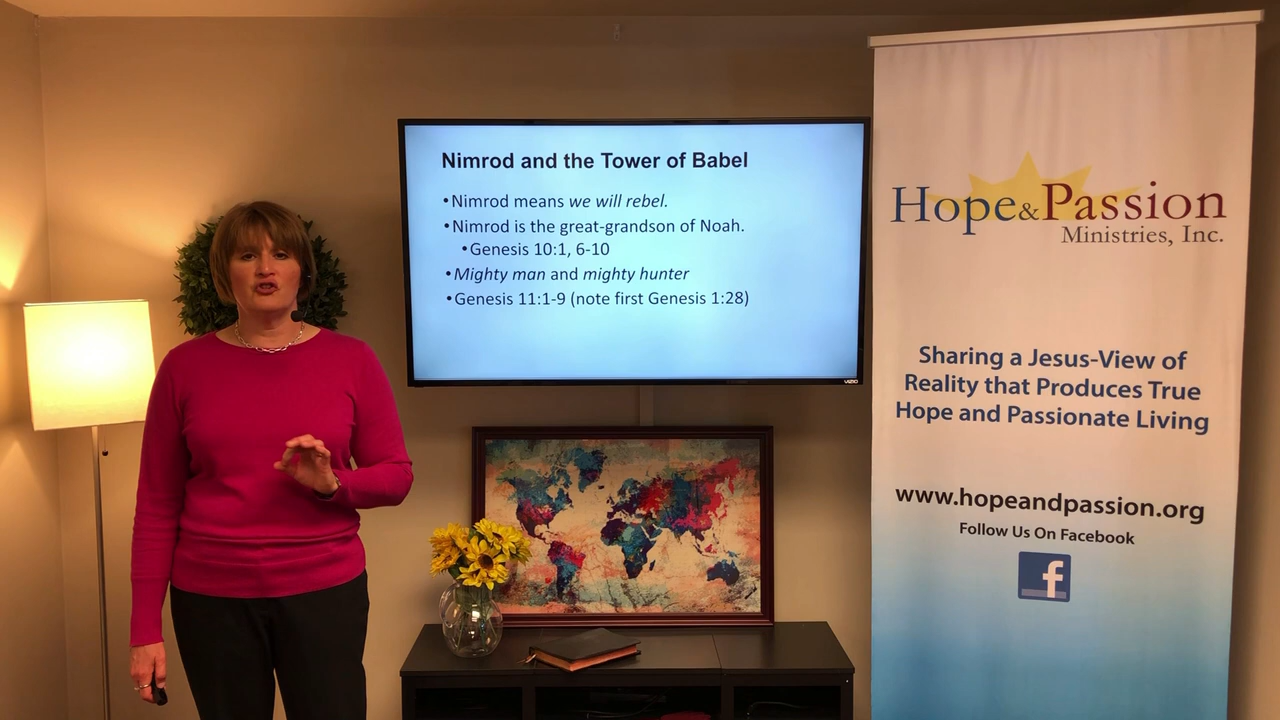 Nimrod and the Tower of Babel
•Nimrod means we will rebel.
•Nimrod is the great-grandson of Noah.
•Genesis 10:1, 6-10
•Mighty man and mighty hunter
•Genesis 11:1-9 (note first Genesis 1:28)
VIZIO
Hope&Passion
Ministries, Inc.
Sharing a Jesus-View of
Reality that Produces True
Hope and Passionate Living
www.hopeandpassion.org
Follow Us On Facebook
f